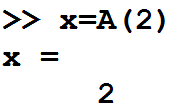 >> x=A(2)
x =
2